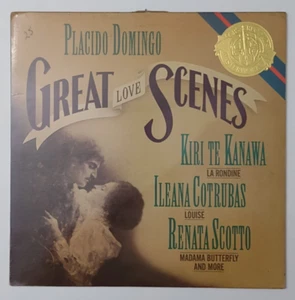 PLACIDO DOMINGO
GREAT LOVE SCENES
KIRI TE KANAWA
LA RONDINE
ILEANA COTRUBAS
LOUISE
RENATA SCOTTO
MADAMA BUTTERFLY
AND MORE